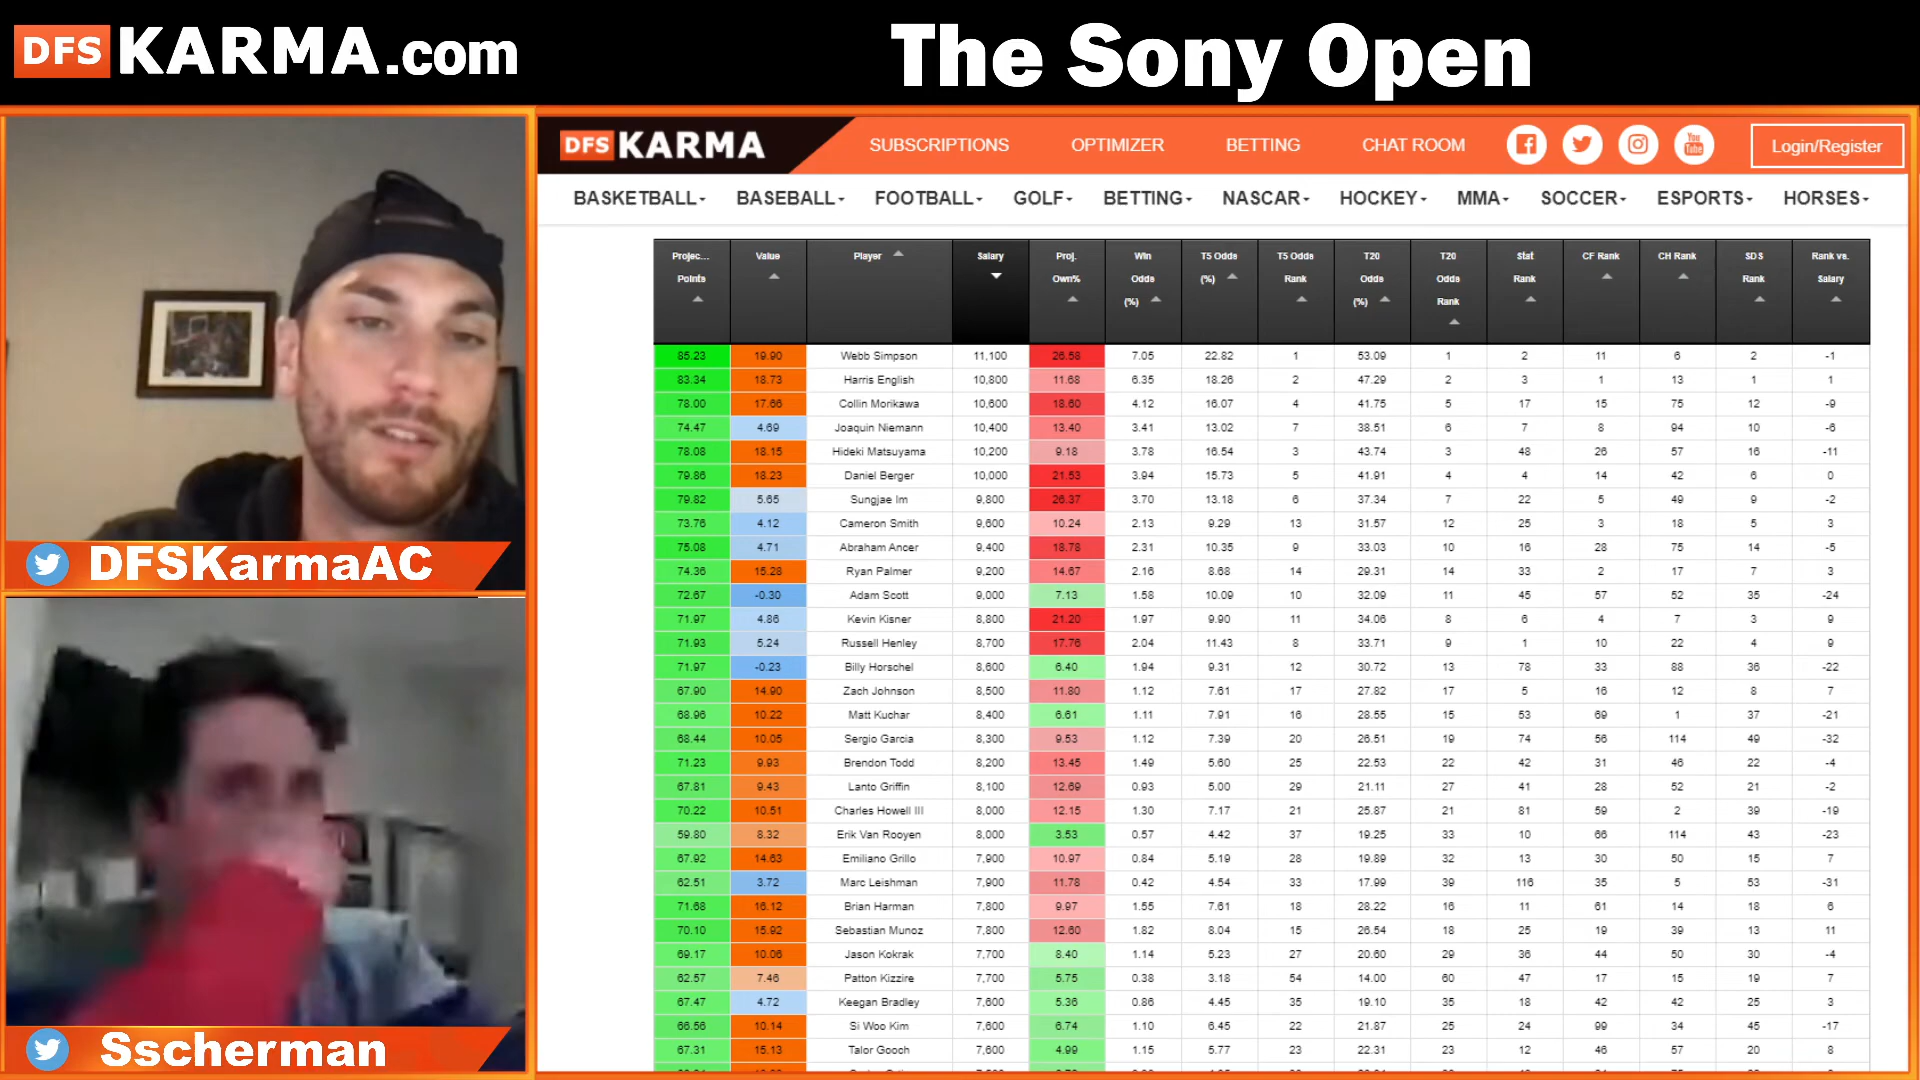 DFS KARMA.com
The Sony Open
DFS KARMA
SUBSCRIPTIONS OPTIMIZER BETTING CHAT ROOM You Tube Login/Register
BASKETBALL BASEBALL FOOTBALL GOLF BETTING NASCAR HOCKEY MMA SOCCER ESPORTS HORSES
Projec... Points Value Player Salary Proj. Own% Win Odds (%) T5 Odds (%) T5 Odds Rank T20 Odds (%) T20 Odds Rank Stat Rank CF Rank CH Rank SDS Rank Rank vs. Salary
85.23 19.90 Webb Simpson 11,100 26.58 7.05 22.82 1 53.09 1 2 11 6 2 -1
83.34 18.73 Harris English 10,800 11.68 6.35 18.26 2 47.29 2 3 1 13 1 1
78.00 17.66 Collin Morikawa 10,600 18.60 4.12 16.07 4 41.75 5 17 15 75 12 -9
74.47 4.69 Joaquin Niemann 10,400 13.40 3.41 13.02 7 38.51 6 7 8 94 10 -6
78.08 18.15 Hideki Matsuyama 10,200 9.18 3.78 16.54 3 43.74 3 48 26 57 16 -11
79.86 18.23 Daniel Berger 10,000 21.53 3.94 15.73 5 41.91 4 4 14 42 6 0
79.82 5.65 Sungjae Im 9,800 26.37 3.70 13.18 6 37.34 7 22 5 49 9 -2
73.76 4.12 Cameron Smith 9,600 10.24 2.13 9.29 13 31.57 12 25 3 18 5 3
75.08 4.71 Abraham Ancer 9,400 18.78 2.31 10.35 9 33.03 10 16 28 75 14 -5
74.36 15.28 Ryan Palmer 9,200 14.67 2.16 8.68 14 29.31 14 33 2 17 7 3
72.67 -0.30 Adam Scott 9,000 7.13 1.58 10.09 10 32.09 11 45 57 52 35 -24
71.97 4.86 Kevin Kisner 8,800 21.20 1.97 9.90 11 34.06 8 6 4 7 3 9
71.93 5.24 Russell Henley 8,700 17.76 2.04 11.43 8 33.71 9 1 10 22 4 9
71.97 -0.23 Billy Horschel 8,600 6.40 1.94 9.31 12 30.72 13 78 33 88 36 -22
67.90 14.90 Zach Johnson 8,500 11.80 1.12 7.61 17 27.82 17 5 16 12 8 7
68.96 10.22 Matt Kuchar 8,400 6.61 1.11 7.91 16 28.55 15 53 69 1 37 -21
68.44 10.05 Sergio Garcia 8,300 9.53 1.12 7.39 20 26.51 19 74 56 114 49 -32
71.23 9.93 Brendon Todd 8,200 13.45 1.49 5.60 25 22.53 22 42 31 46 22 -4
67.81 9.43 Lanto Griffin 8,100 12.69 0.93 5.00 29 21.11 27 41 28 52 21 -2
70.22 10.51 Charles Howell III 8,000 12.15 1.30 7.17 21 25.87 21 81 59 2 39 -19
59.80 8.32 Erik Van Rooyen 8,000 3.53 0.57 4.42 37 19.25 33 10 66 114 43 -23
67.92 14.63 Emiliano Grillo 7,900 10.97 0.84 5.19 28 19.89 32 13 30 50 15 7
62.51 3.72 Marc Leishman 7,900 11.78 0.42 4.54 33 17.99 39 116 35 5 53 -31
71.68 16.12 Brian Harman 7,800 9.97 1.55 7.61 18 28.22 16 11 61 14 18 6
70.10 15.92 Sebastian Munoz 7,800 12.60 1.82 8.04 15 26.54 18 25 19 39 13 11
69.17 10.06 Jason Kokrak 7,700 8.40 1.14 5.23 27 20.60 29 36 44 50 30 -4
62.57 7.46 Patton Kizzire 7,700 5.75 0.38 3.18 54 14.00 60 47 17 15 19 7
67.47 4.72 Keegan Bradley 7,600 5.36 0.86 4.45 35 19.10 35 18 42 42 25 3
66.56 10.14 Si Woo Kim 7,600 6.74 1.10 6.45 22 21.87 25 24 99 34 45 -17
67.31 15.13 Talor Gooch 7,600 4.99 1.15 5.77 23 22.31 23 12 46 57 20 8
DFSKarmaAC
Sscherman